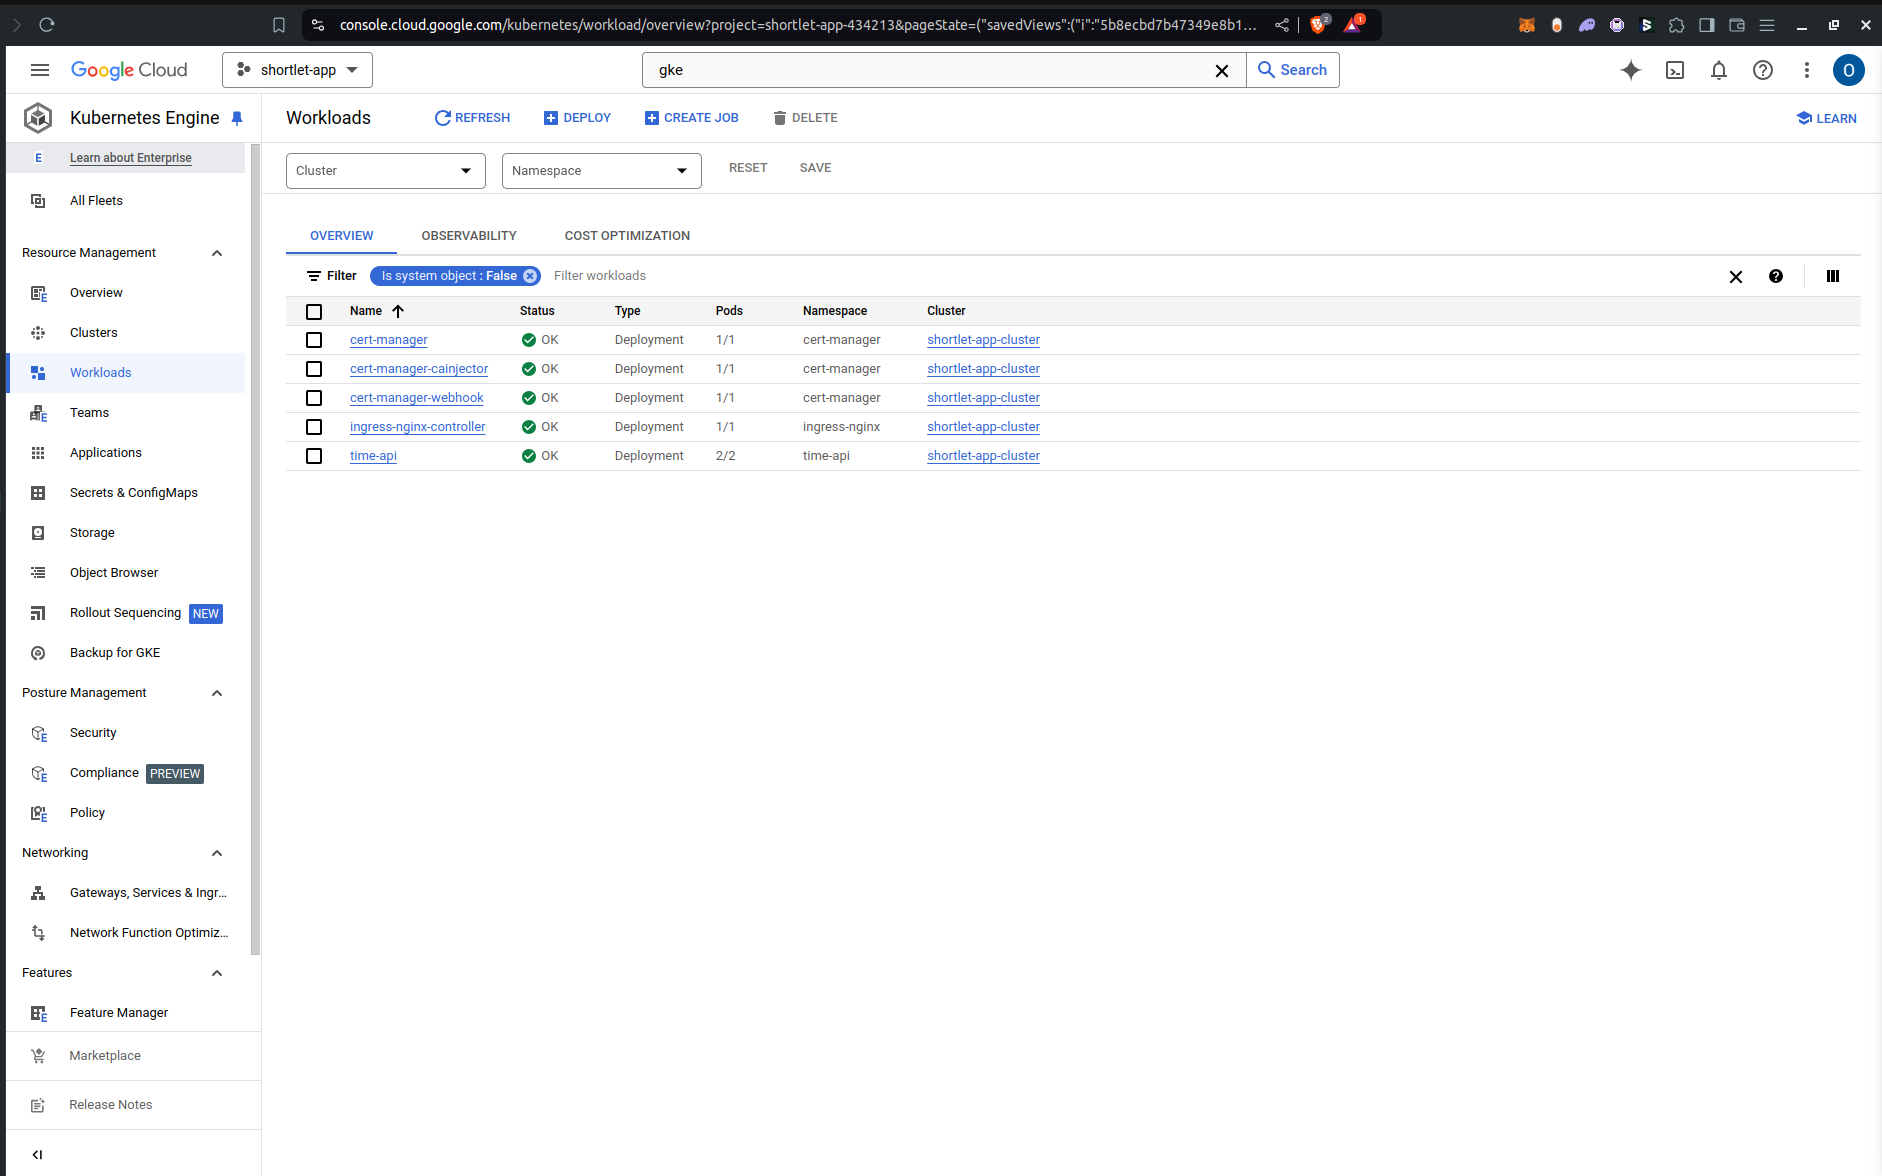 console.cloud.google.com/kubernetes/workload/overview?project=shortlet-app-434213&pageState=("savedViews":("i":"5b8ecbd7b47349e8b1...
2
1
Google Cloud
shortlet-app
gke
Search
O
Kubernetes Engine
Workloads
REFRESH
DEPLOY
CREATE JOB
DELETE
LEARN
E
Learn about Enterprise
Cluster
Namespace
RESET
SAVE
All Fleets
Resource Management
Overview
Clusters
Workloads
Teams
Applications
Secrets & ConfigMaps
Storage
Object Browser
Rollout Sequencing NEW
Backup for GKE
Posture Management
Security
Compliance PREVIEW
Policy
Networking
Gateways, Services & Ingr...
Network Function Optimiz...
Features
Feature Manager
Marketplace
Release Notes
OVERVIEW
OBSERVABILITY
COST OPTIMIZATION
Filter
Is system object : False
Filter workloads
Name Status Type Pods Namespace Cluster
cert-manager OK Deployment 1/1 cert-manager shortlet-app-cluster
cert-manager-cainjector OK Deployment 1/1 cert-manager shortlet-app-cluster
cert-manager-webhook OK Deployment 1/1 cert-manager shortlet-app-cluster
ingress-nginx-controller OK Deployment 1/1 ingress-nginx shortlet-app-cluster
time-api OK Deployment 2/2 time-api shortlet-app-cluster